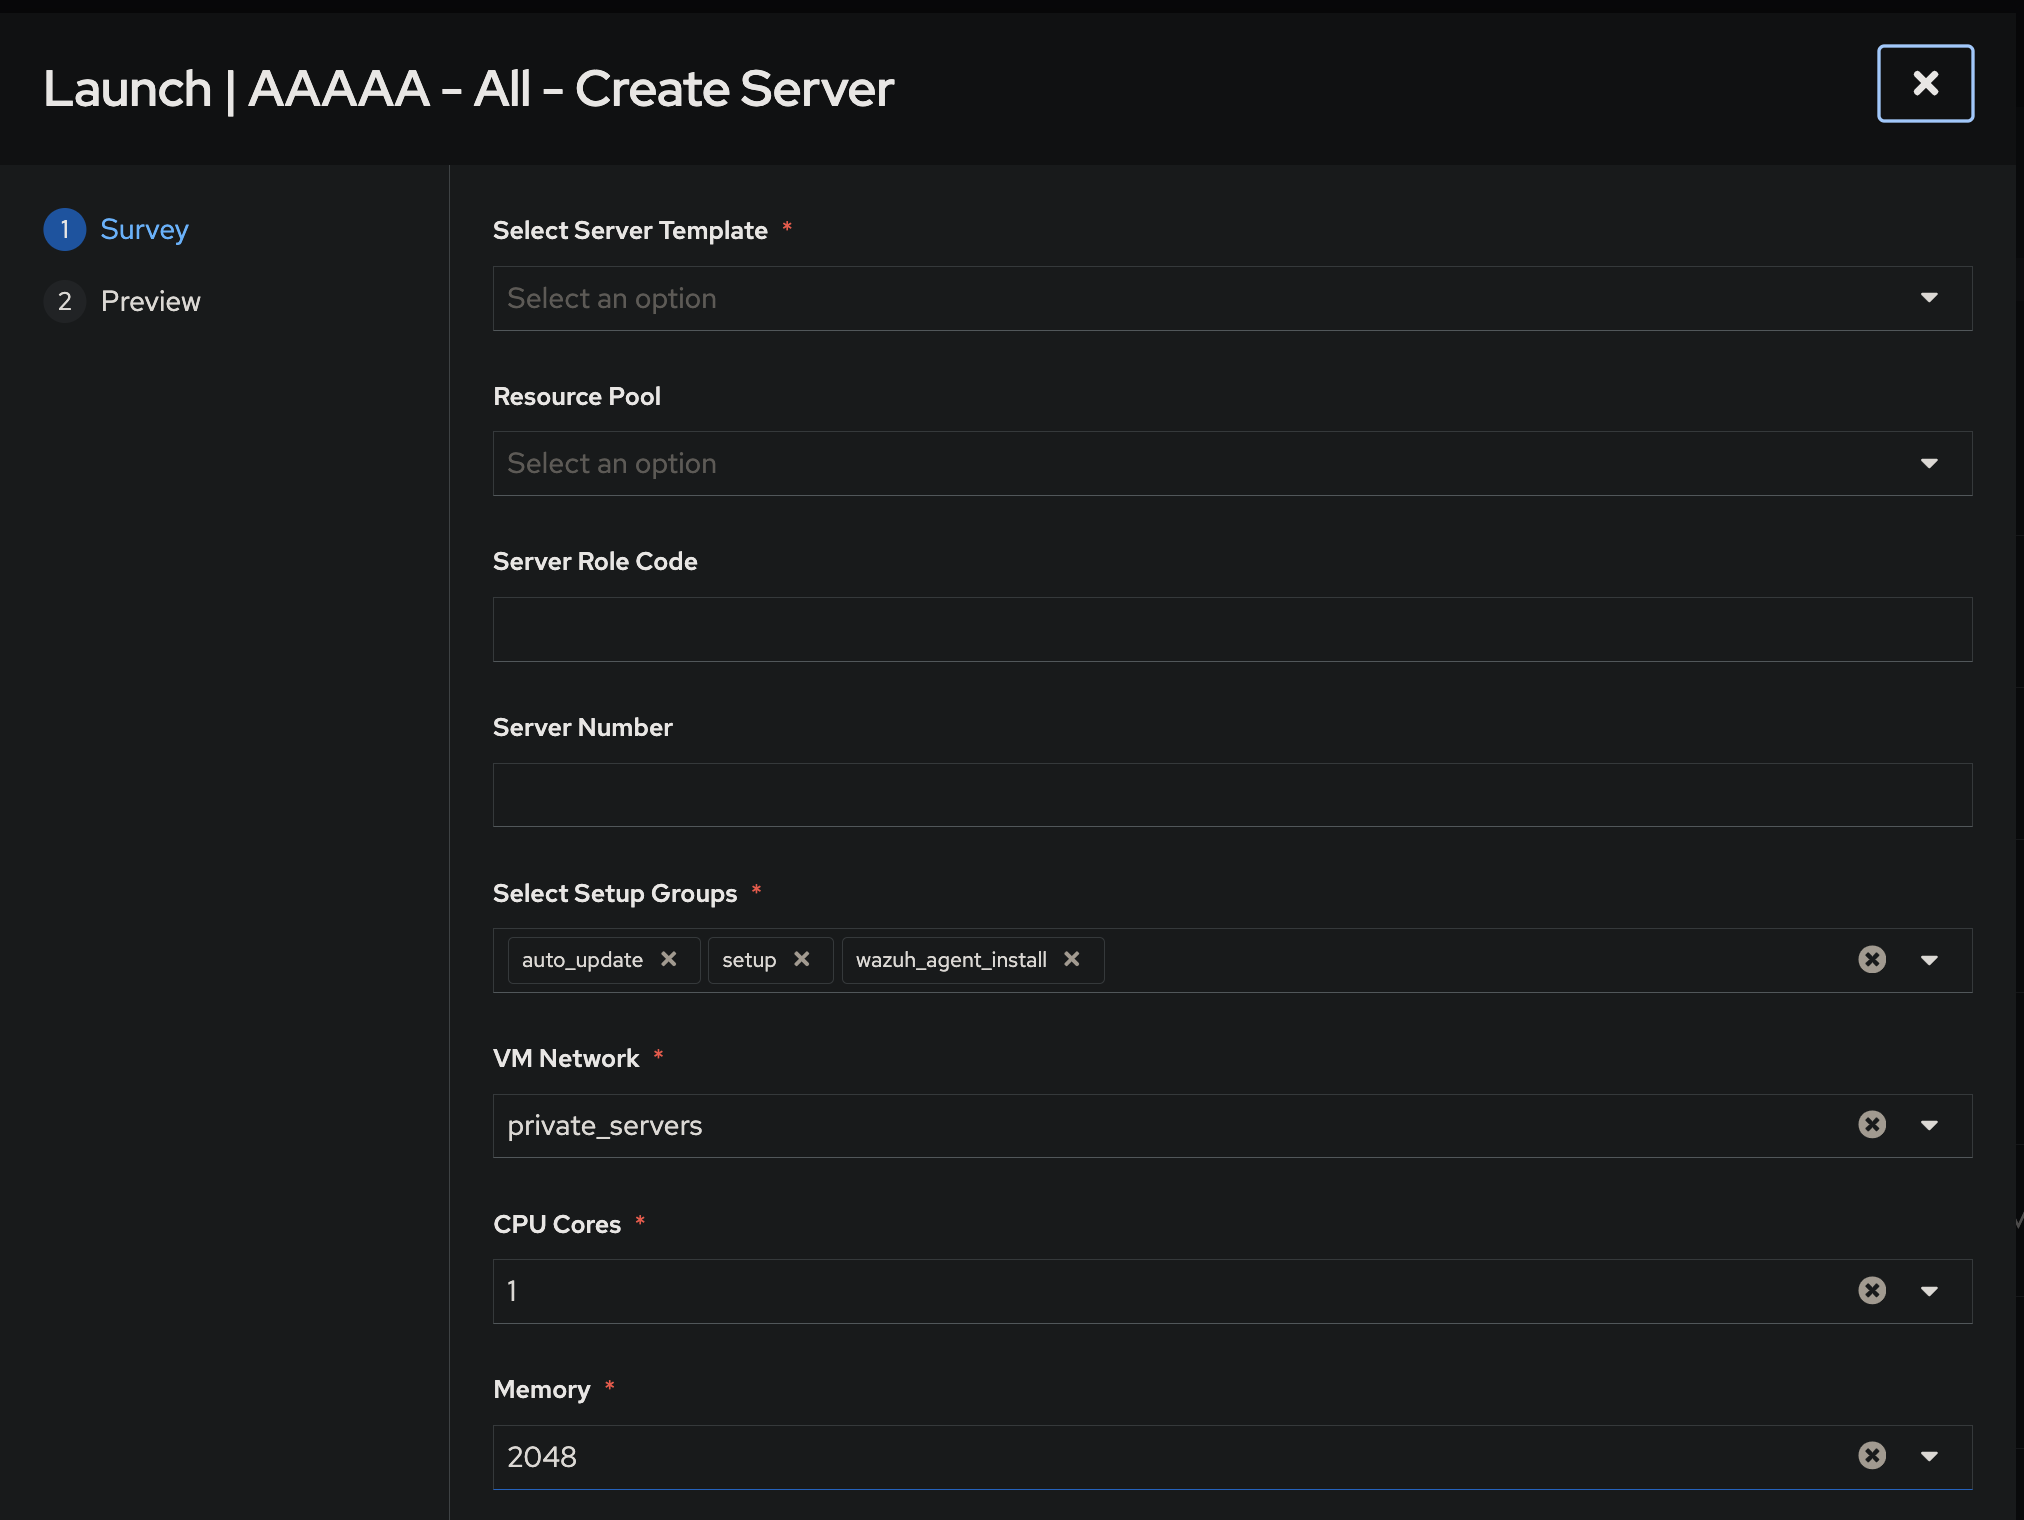 Launch | AAAAA - All - Create Server
1 Survey
2 Preview
Select Server Template *
Select an option
Resource Pool
Select an option
Server Role Code
Server Number
Select Setup Groups *
auto_update setup wazuh_agent_install
VM Network *
private_servers
CPU Cores *
1
Memory *
2048